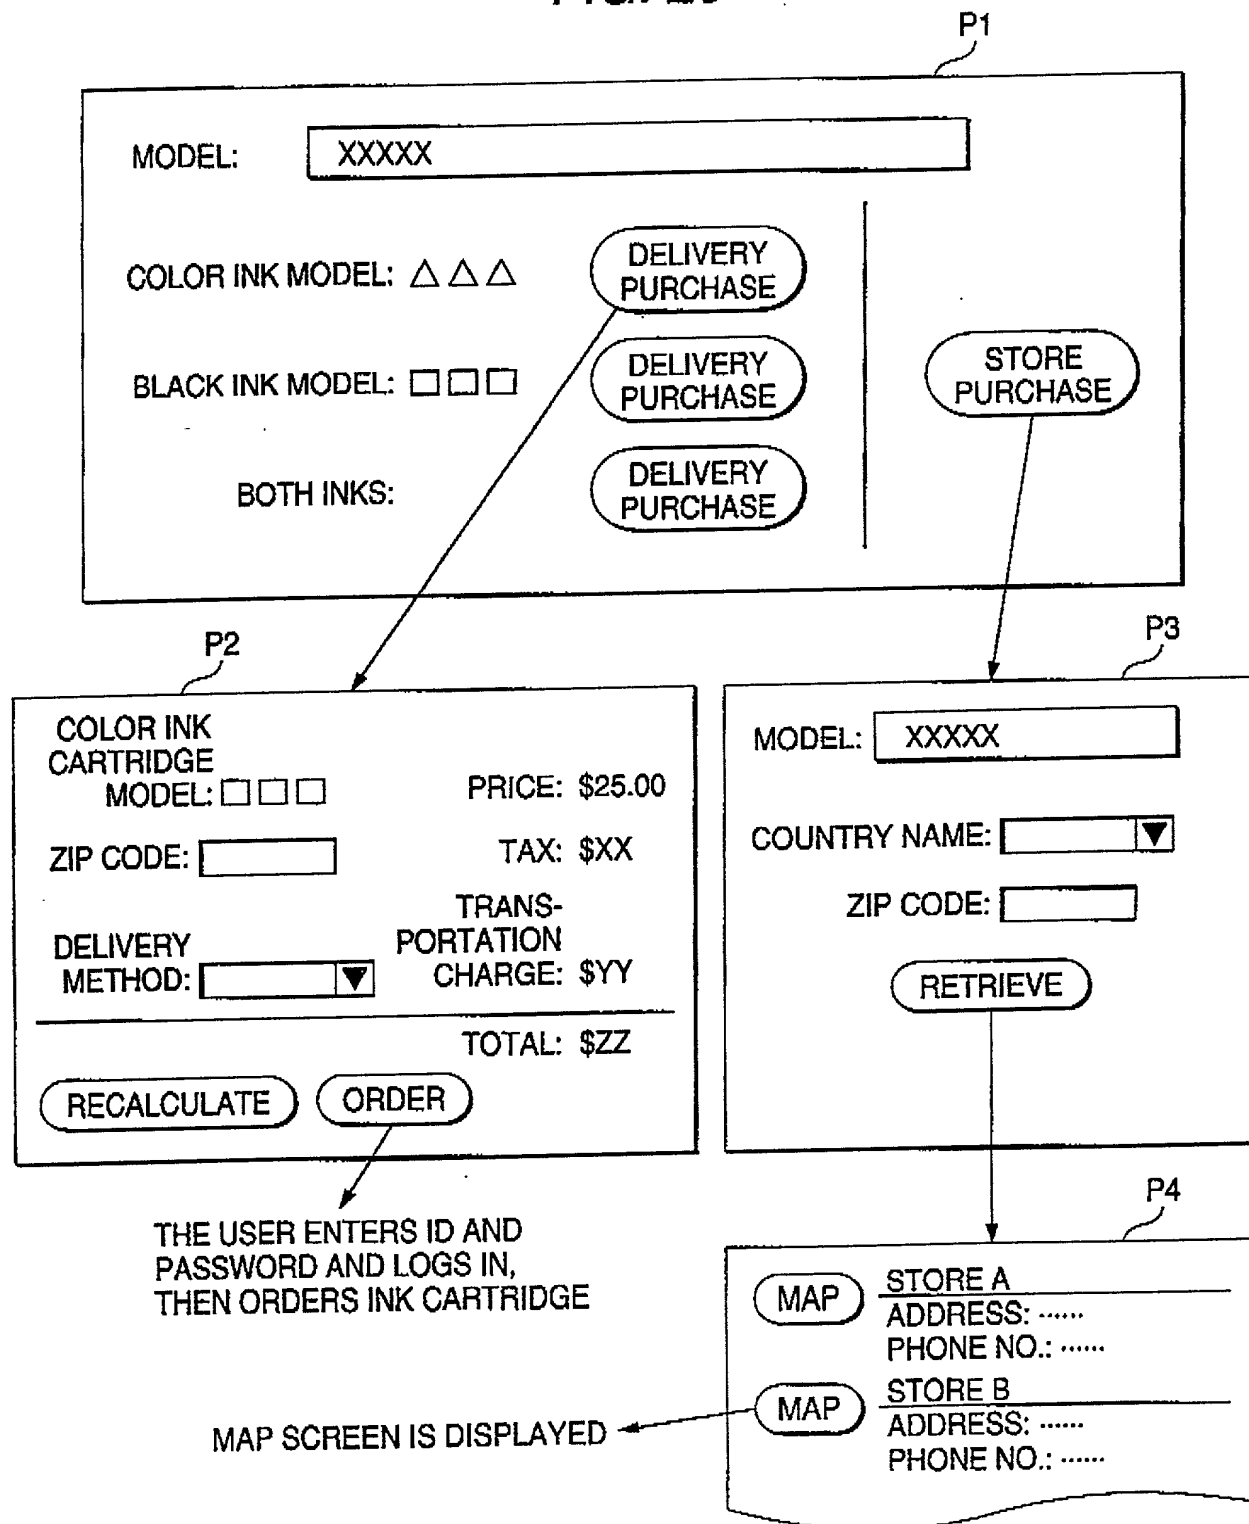 P1
MODEL: XXXXX
COLOR INK MODEL: △ △ △
DELIVERY
PURCHASE
BLACK INK MODEL: □ □ □
DELIVERY
PURCHASE
BOTH INKS:
DELIVERY
PURCHASE
STORE
PURCHASE
P2
COLOR INK
CARTRIDGE
MODEL: □ □ □
PRICE: $25.00
ZIP CODE:
TAX: $XX
DELIVERY
METHOD: ▼
TRANS-
PORTATION
CHARGE: $YY
TOTAL: $ZZ
RECALCULATE
ORDER
THE USER ENTERS ID AND
PASSWORD AND LOGS IN,
THEN ORDERS INK CARTRIDGE
P3
MODEL: XXXXX
COUNTRY NAME: ▼
ZIP CODE:
RETRIEVE
P4
MAP
STORE A
ADDRESS: ······
PHONE NO.: ······
MAP
STORE B
ADDRESS: ······
PHONE NO.: ······
MAP SCREEN IS DISPLAYED